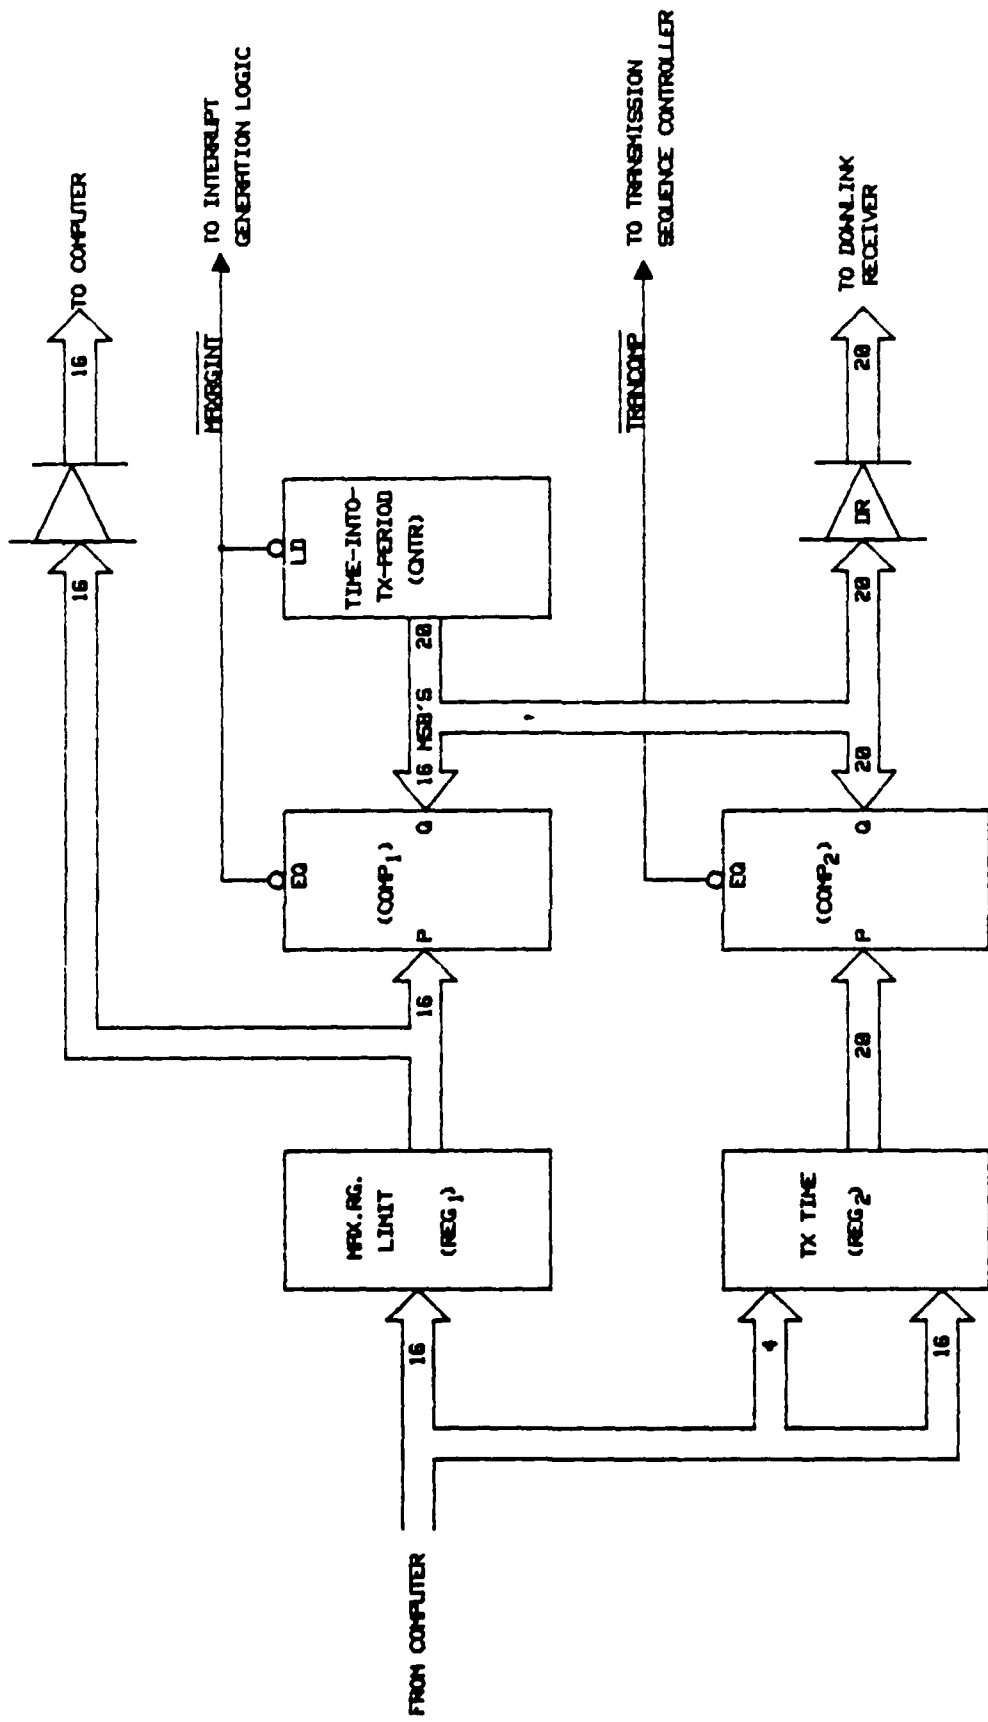 TO COMPUTER
16
16
TO INTERRUPT
GENERATION LOGIC
MAXRGINT
LD
TIME-INTO-
TX-PERIOD
(CNTR)
20
16 MSB'S
EQ
(COMP1)
P
Q
16
MAX.RG.
LIMIT
(REG1)
16
FROM COMPUTER
TO TRANSMISSION
SEQUENCE CONTROLLER
TRANCOMP
TO DOWNLINK
RECEIVER
20
DR
20
20
EQ
(COMP2)
P
Q
20
TX TIME
(REG2)
4
16